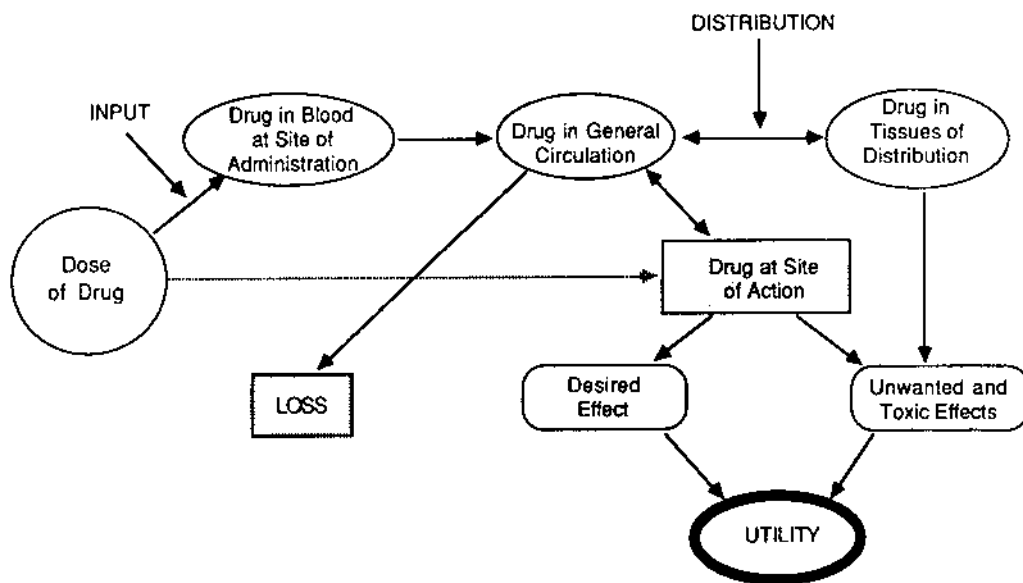 DISTRIBUTION
INPUT
Drug in Blood
at Site of
Administration
Drug in General
Circulation
Drug in
Tissues of
Distribution
Dose
of Drug
Drug at Site
of Action
LOSS
Desired
Effect
Unwanted and
Toxic Effects
UTILITY